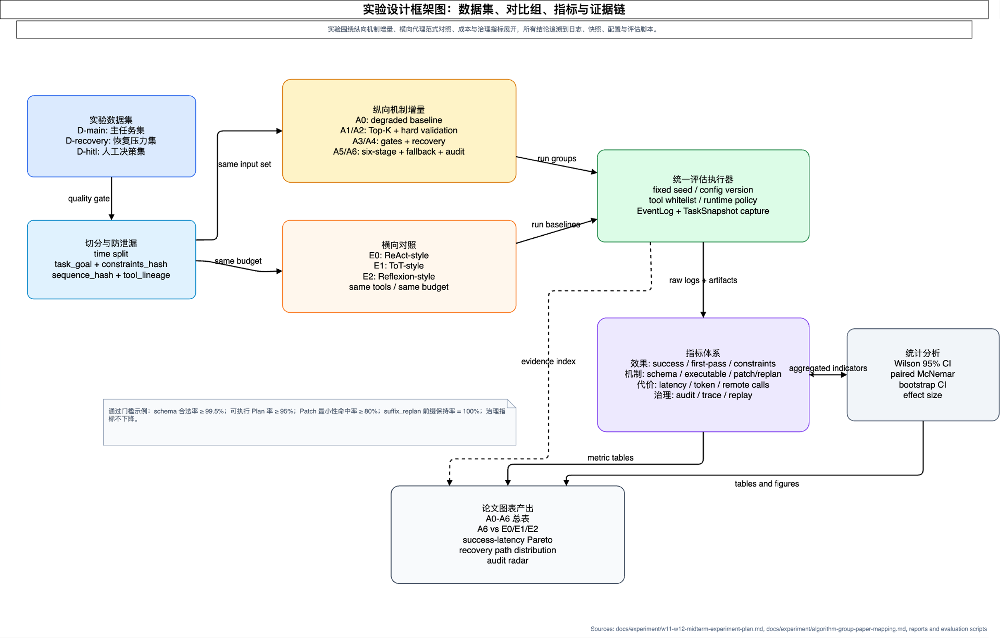 实验设计框架图：数据集、对比组、指标与证据链
实验围绕纵向机制增量、横向代理范式对照、成本与治理指标展开，所有结论追溯到日志、快照、配置与评估脚本。
实验数据集
D-main: 主任务集
D-recovery: 恢复压力集
D-hitl: 人工决策集
quality gate
切分与防泄漏
time split
task_goal + constraints_hash
sequence_hash + tool_lineage
same input set
same budget
纵向机制增量
A0: degraded baseline
A1/A2: Top-K + hard validation
A3/A4: gates + recovery
A5/A6: six-stage + fallback + audit
横向对照
E0: ReAct-style
E1: ToT-style
E2: Reflexion-style
same tools / same budget
run groups
run baselines
统一评估执行器
fixed seed / config version
tool whitelist / runtime policy
EventLog + TaskSnapshot capture
raw logs + artifacts
evidence index
指标体系
效果: success / first-pass / constraints
机制: schema / executable / patch/replan
代价: latency / token / remote calls
治理: audit / trace / replay
aggregated indicators
统计分析
Wilson 95% CI
paired McNemar
bootstrap CI
effect size
通过门槛示例：schema 合法率 ≥ 99.5%；可执行 Plan 率 ≥ 95%；Patch 最小性命中率 ≥ 80%；suffix_replan 前缀保持率 = 100%；治理指
标不下降。
metric tables
tables and figures
论文图表产出
A0-A6 总表
A6 vs E0/E1/E2
success-latency Pareto
recovery path distribution
audit radar
Sources: docs/experiment/w11-w12-midterm-experiment-plan.md, docs/experiment/algorithm-group-paper-mapping.md, reports and evaluation scripts